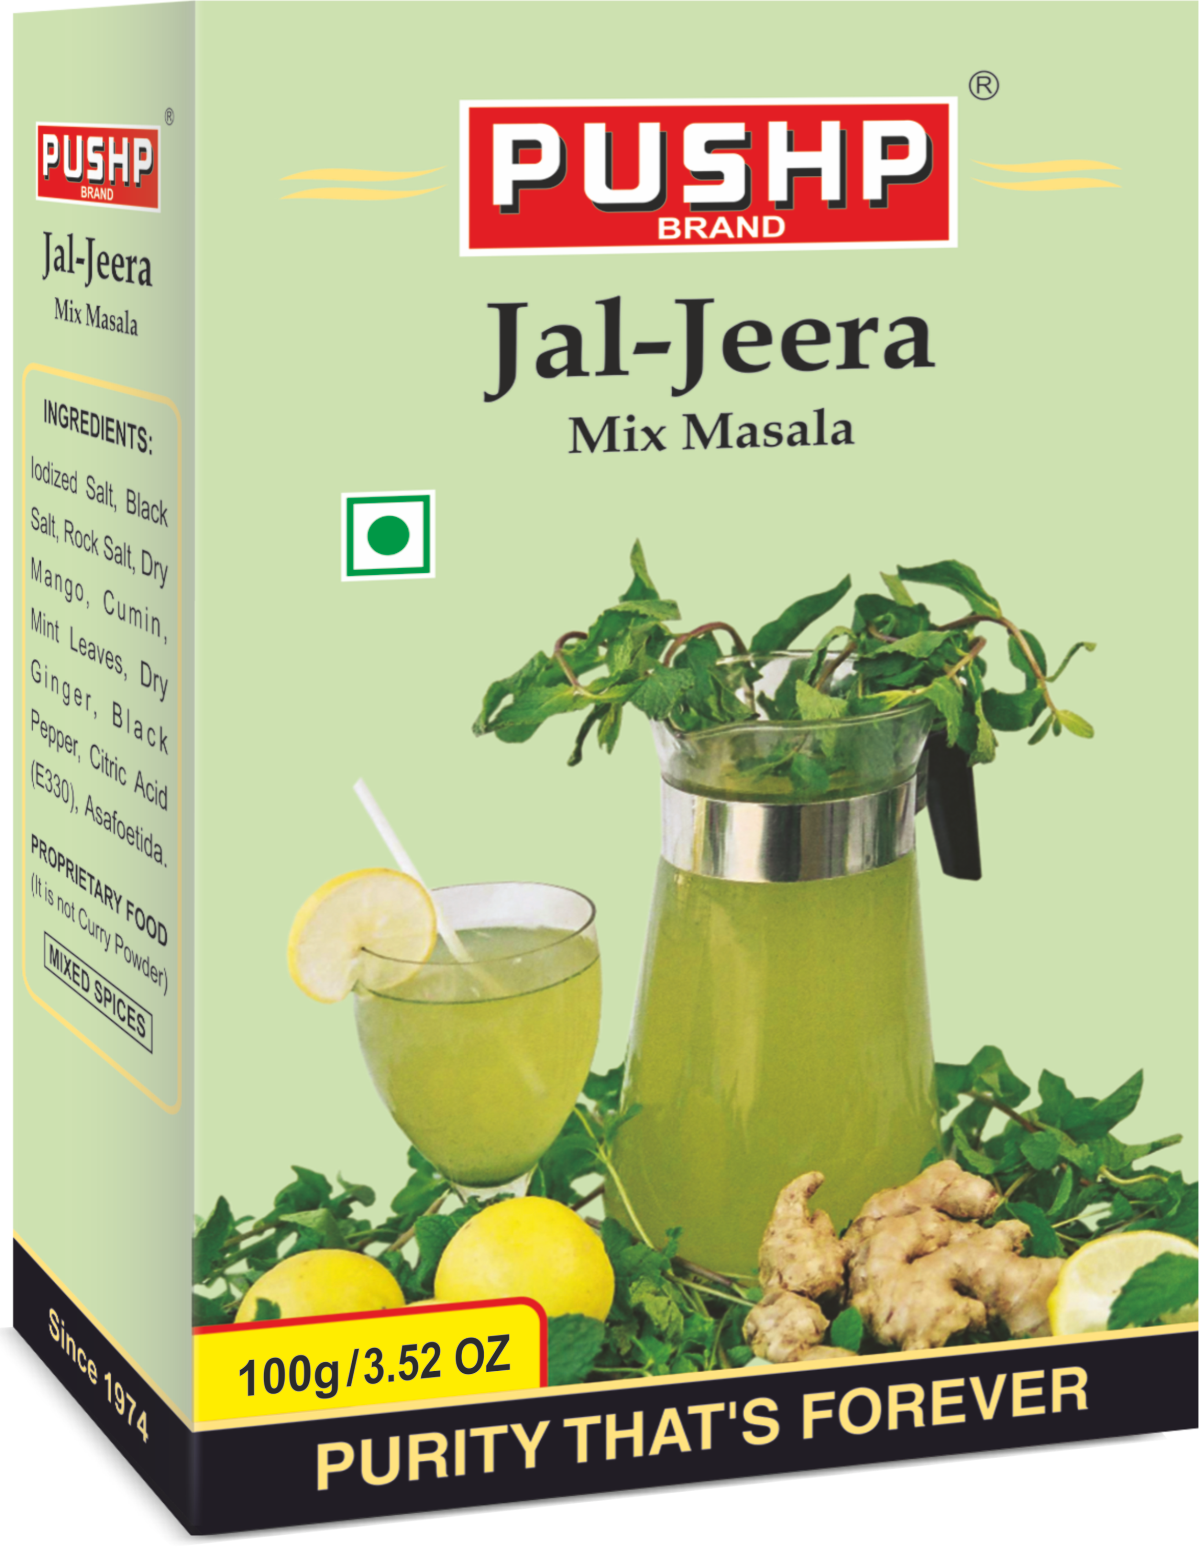 PUSHP
BRAND
®
Jal-Jeera
Mix Masala
INGREDIENTS:
Iodized Salt, Black
Salt, Rock Salt, Dry
Mango, Cumin,
Mint Leaves, Dry
Ginger, Black
Pepper, Citric Acid
(E330), Asafoetida.
PROPRIETARY FOOD
(It is not Curry Powder)
MIXED SPICES
Since 1974
PUSHP
BRAND
®
Jal-Jeera
Mix Masala
100g/3.52 OZ
PURITY THAT'S FOREVER